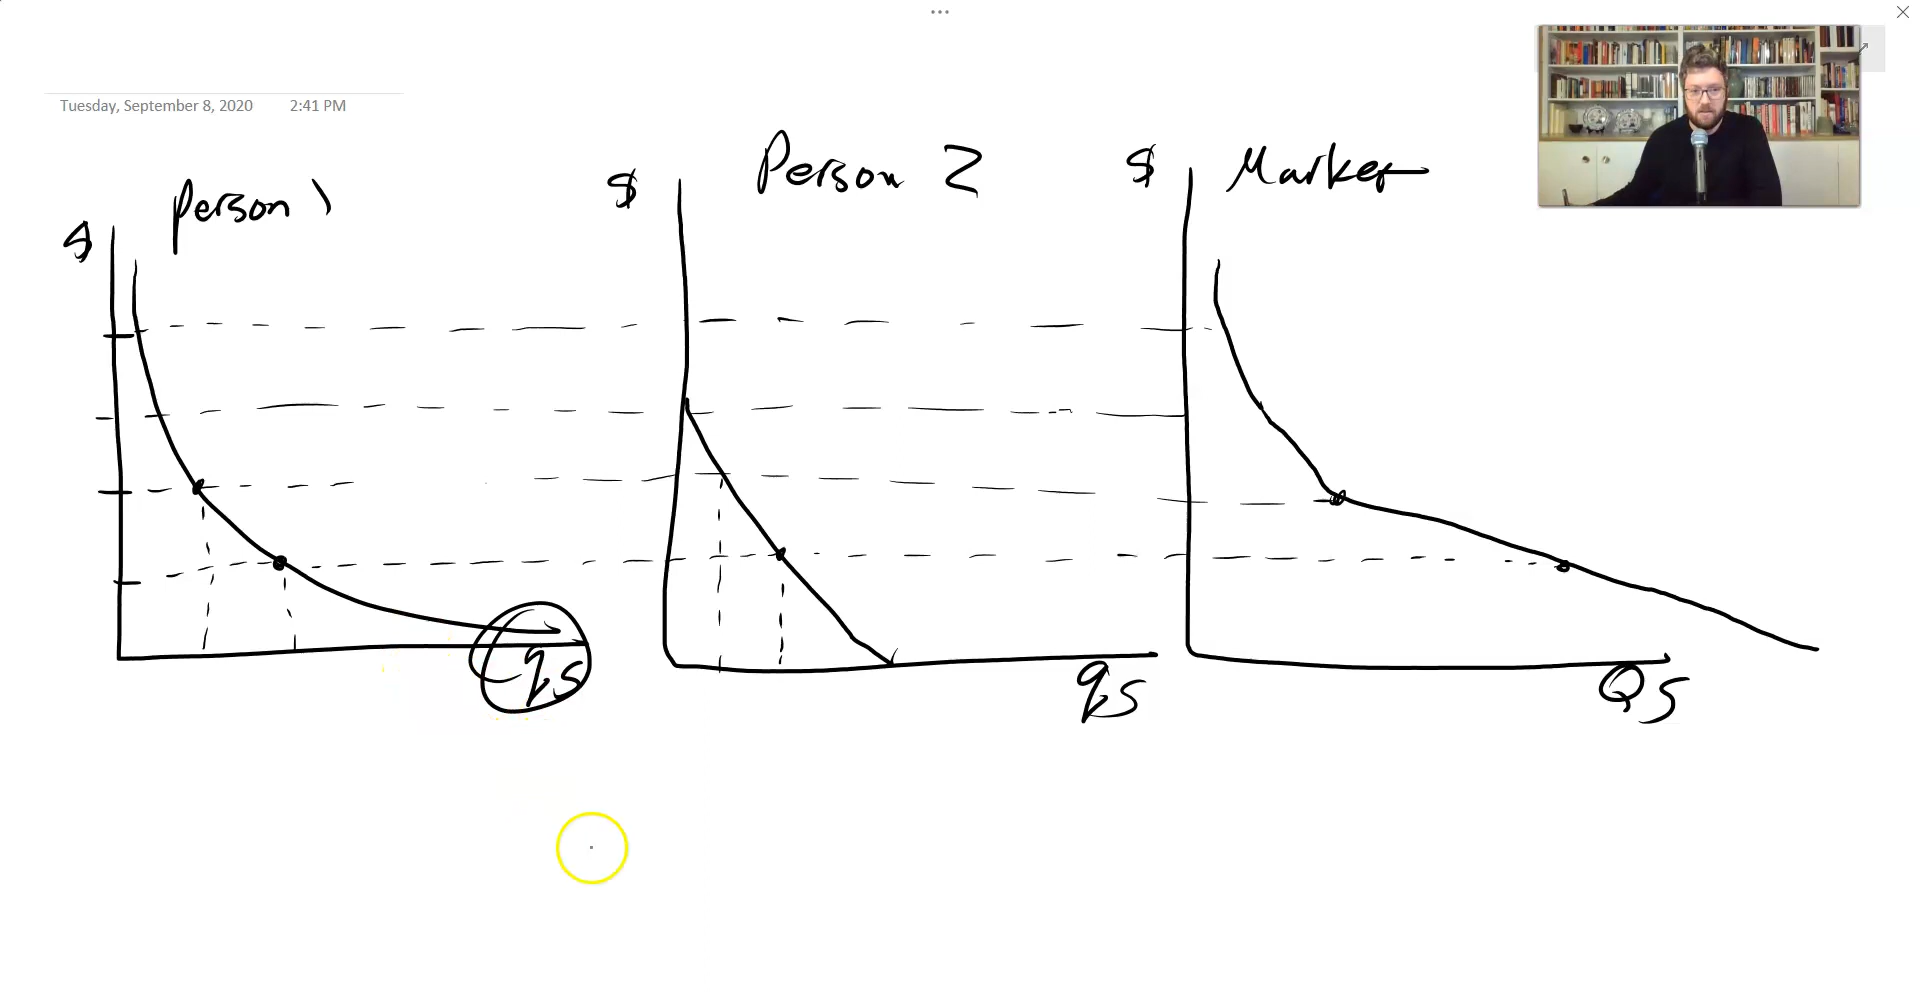 Tuesday, September 8, 2020 2:41 PM
$ Person 1
$ Person 2
$ Market
qs
qs
Qs